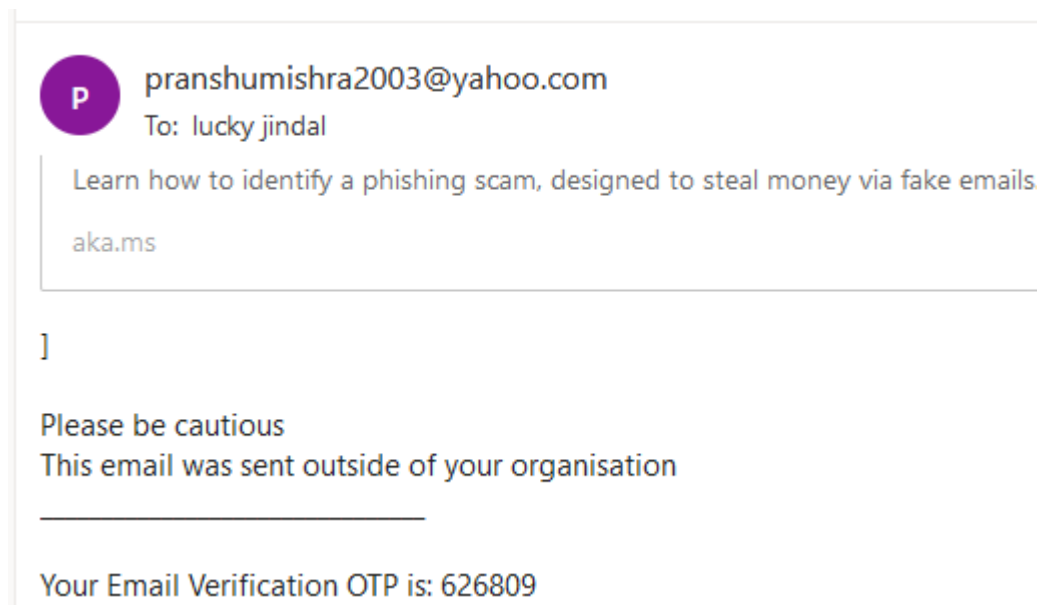 P
pranshumishra2003@yahoo.com
To: lucky jindal
Learn how to identify a phishing scam, designed to steal money via fake emails.
aka.ms
]
Please be cautious
This email was sent outside of your organisation
Your Email Verification OTP is: 626809